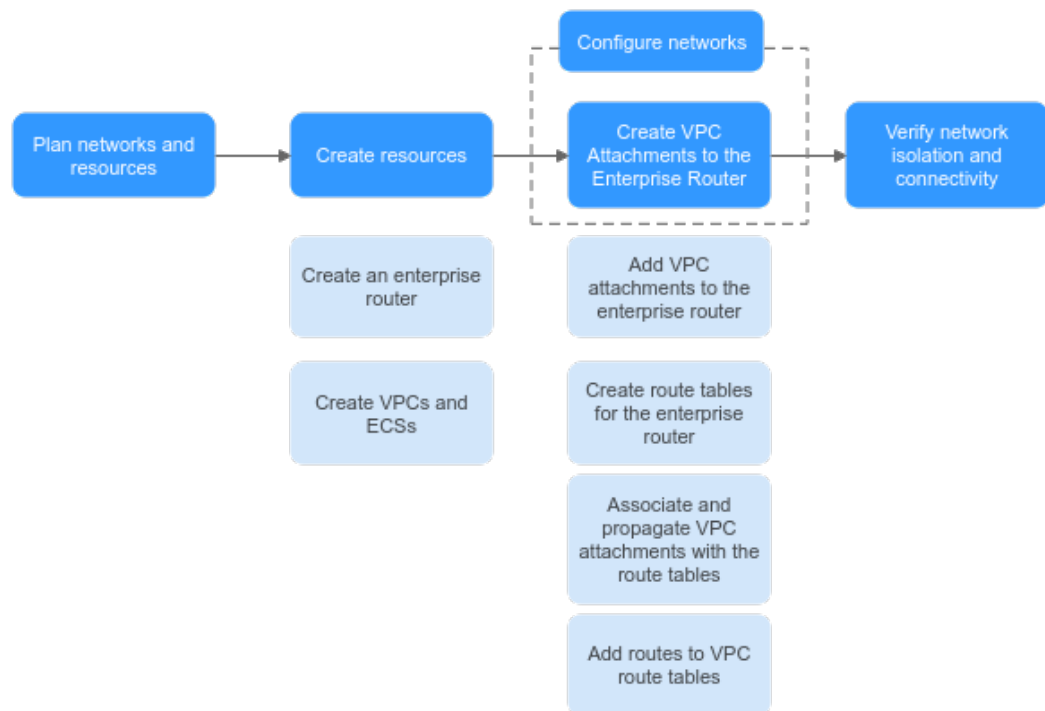 Configure networks
Plan networks and
resources
Create resources
Create VPC
Attachments to the
Enterprise Router
Verify network
isolation and
connectivity
Create an enterprise
router
Add VPC
attachments to the
enterprise router
Create VPCs and
ECSs
Create route tables
for the enterprise
router
Associate and
propagate VPC
attachments with the
route tables
Add routes to VPC
route tables